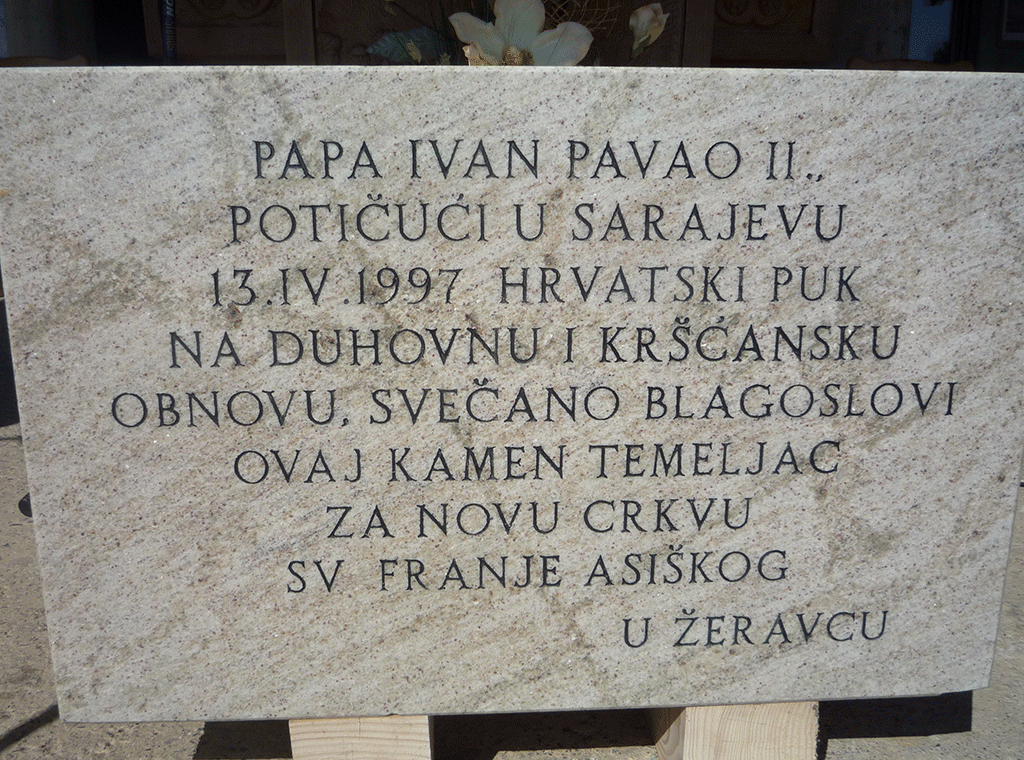 PAPA IVAN PAVAO II.,
POTIČUĆI U SARAJEVU
13.IV.1997 HRVATSKI PUK
NA DUHOVNU I KRŠĆANSKU
OBNOVU, SVEČANO BLAGOSLOVI
OVAJ KAMEN TEMELJAC
ZA NOVU CRKVU
SV FRANJE ASIŠKOG
U ŽERAVCU